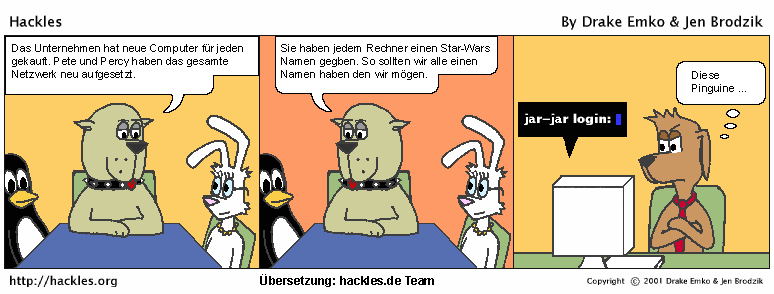 Hackles
By Drake Emko & Jen Brodzik
Das Unternehmen hat neue Computer für jeden
gekauft. Pete und Percy haben das gesamte
Netzwerk neu aufgesetzt.
Sie haben jedem Rechner einen Star-Wars
Namen gegben. So sollten wir alle einen
Namen haben den wir mögen.
Diese
Pinguine ...
jar-jar login:
http://hackles.org
Übersetzung: hackles.de Team
Copyright © 2001 Drake Emko & Jen Brodzik